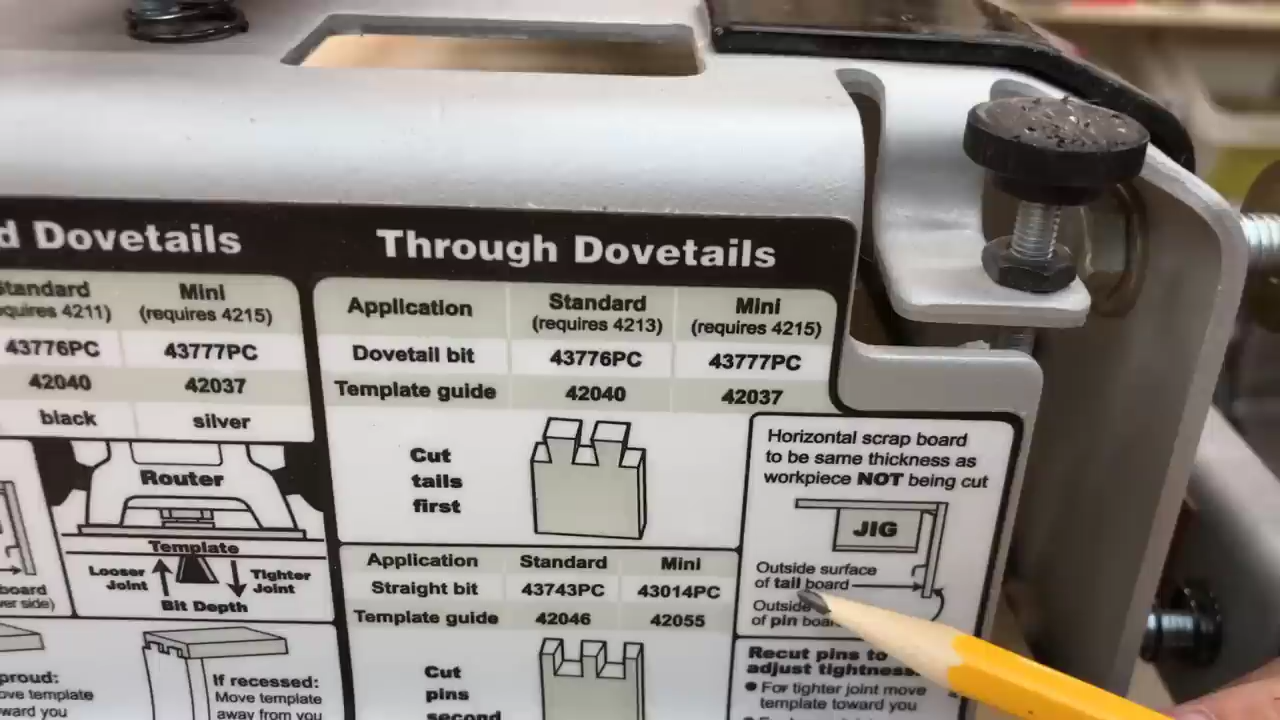 d Dovetails
Standard
(requires 4211)
Mini
(requires 4215)
43776PC
43777PC
42040
42037
black
silver
Router
Template
Looser
Joint
Tighter
Joint
Bit Depth
board
proud:
ove template
ward you
If recessed:
Move template
away from you
Through Dovetails
Application
Standard
(requires 4213)
Mini
(requires 4215)
Dovetail bit
43776PC
43777PC
Template guide
42040
42037
Cut
tails
first
Application
Standard
Mini
Straight bit
43743PC
43014PC
Template guide
42046
42055
Cut
pins
second
Horizontal scrap board
to be same thickness as
workpiece NOT being cut
JIG
Outside surface
of tail board
Outside
of pin board
Recut pins to
adjust tightness.
• For tighter joint move
template toward you